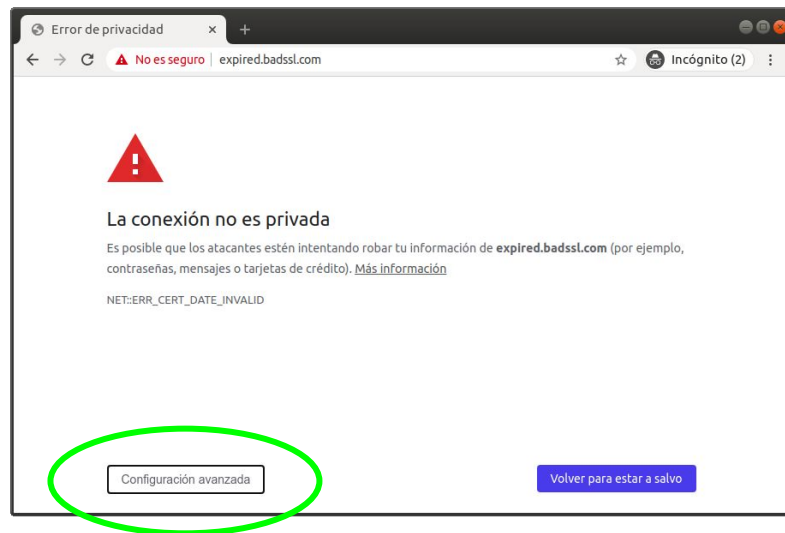 Error de privacidad
No es seguro expired.badssl.com Incógnito (2)
La conexión no es privada
Es posible que los atacantes estén intentando robar tu información de expired.badssl.com (por ejemplo,
contraseñas, mensajes o tarjetas de crédito). Más información
NET::ERR_CERT_DATE_INVALID
Configuración avanzada Volver para estar a salvo